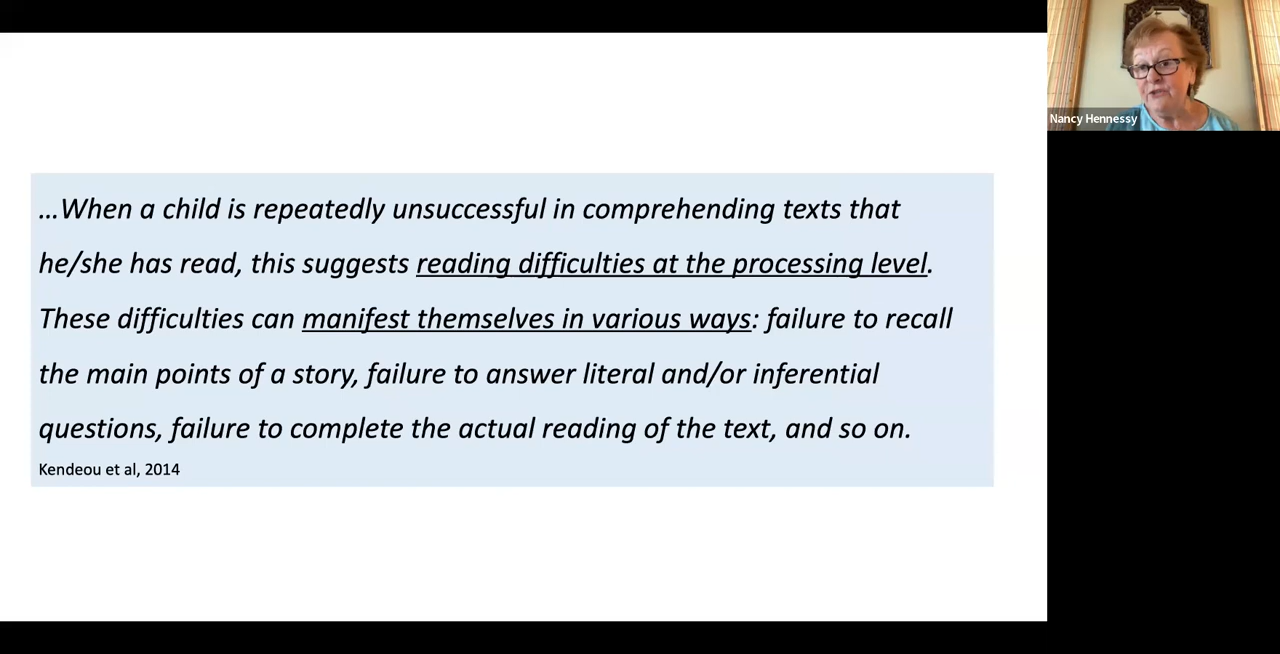 ...When a child is repeatedly unsuccessful in comprehending texts that
he/she has read, this suggests reading difficulties at the processing level.
These difficulties can manifest themselves in various ways: failure to recall
the main points of a story, failure to answer literal and/or inferential
questions, failure to complete the actual reading of the text, and so on.
Kendeou et al, 2014
Nancy Hennessy